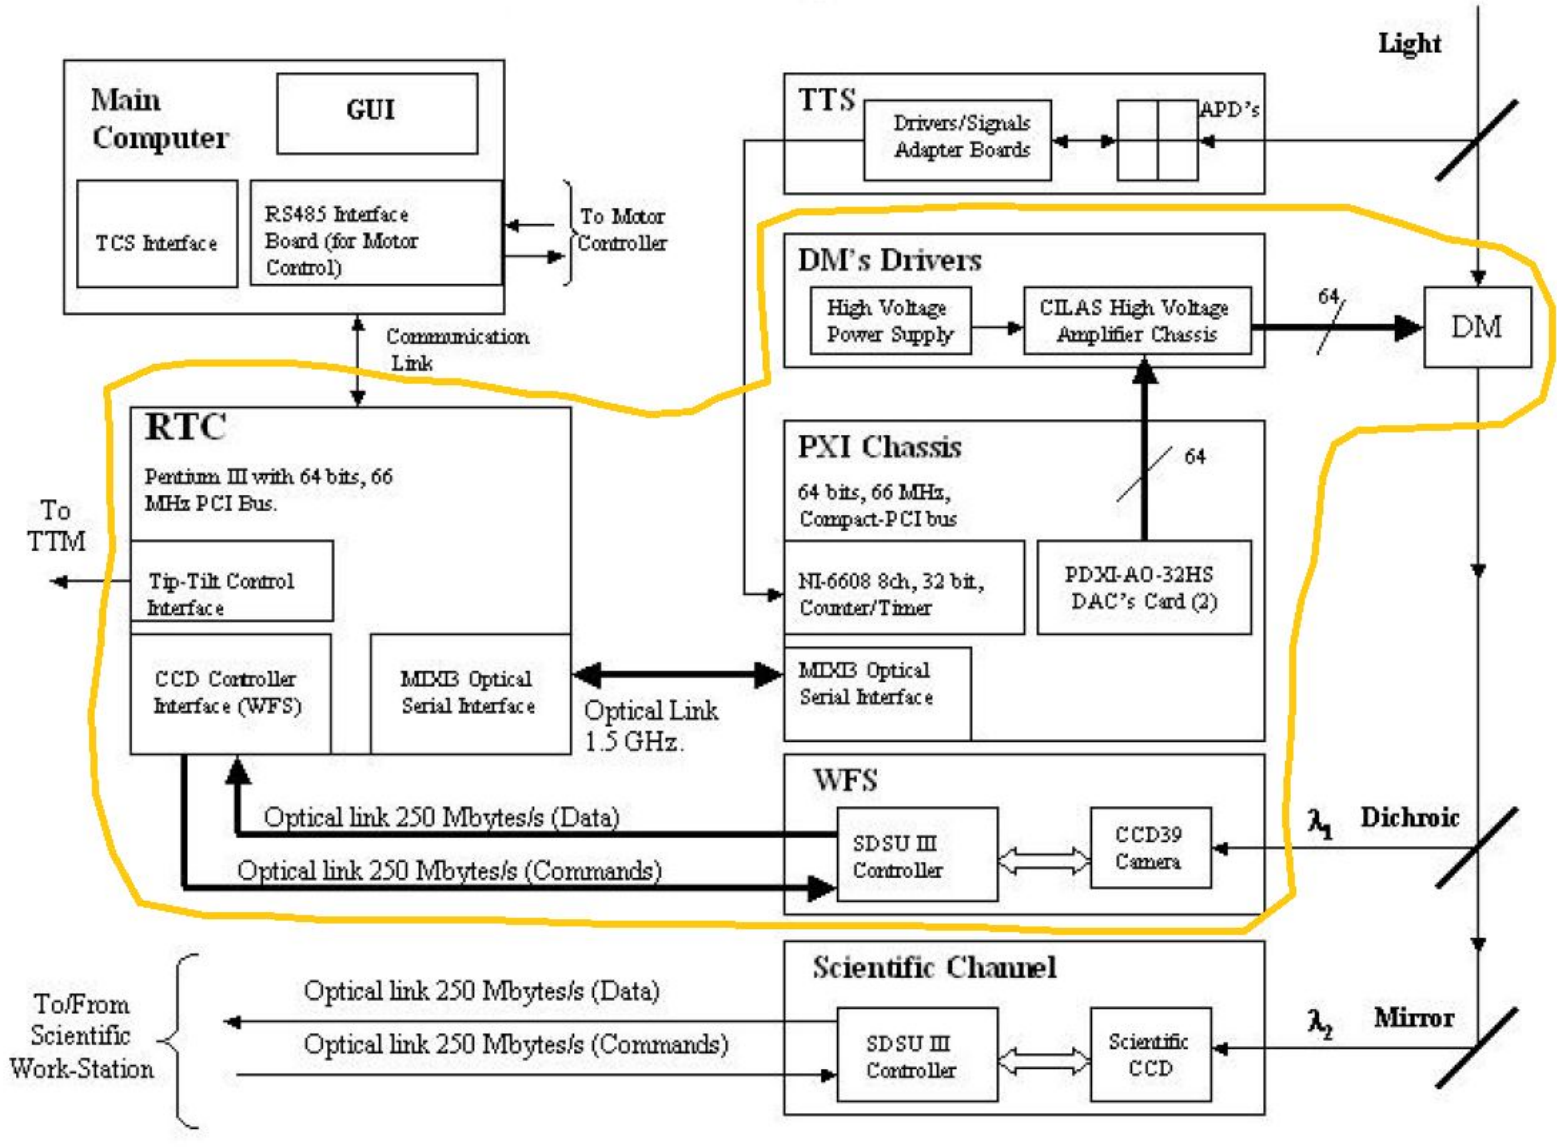 Light
Main
Computer
GUI
TCS Interface
RS485 Interface
Board (for Motor
Control)
To Motor
Controller
TTS
Drivers/Signals
Adapter Boards
APD's
DM's Drivers
High Voltage
Power Supply
CILAS High Voltage
Amplifier Chassis
64
DM
Communication
Link
RTC
Pentium III with 64 bits, 66
MHz PCI Bus.
To
TTM
Tip-Tilt Control
Interface
CCD Controller
Interface (WFS)
MIXI3 Optical
Serial Interface
Optical Link
1.5 GHz.
PXI Chassis
64 bits, 66 MHz,
Compact-PCI bus
64
NI-6608 8ch, 32 bit,
Counter/Timer
PDXI-AO-32HS
DAC's Card (2)
MIXI3 Optical
Serial Interface
WFS
SDSU III
Controller
CCD39
Camera
λ1 Dichroic
Optical link 250 Mbytes/s (Data)
Optical link 250 Mbytes/s (Commands)
Scientific Channel
SDSU III
Controller
Scientific
CCD
λ2 Mirror
Optical link 250 Mbytes/s (Data)
Optical link 250 Mbytes/s (Commands)
To/From
Scientific
Work-Station